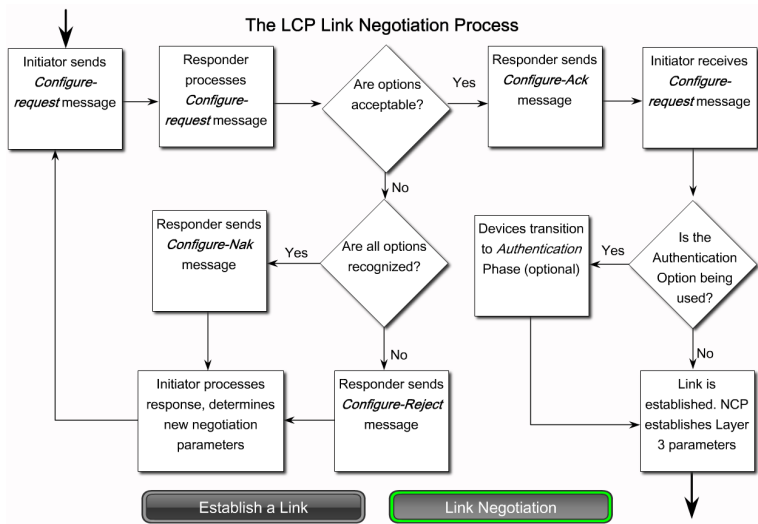 The LCP Link Negotiation Process
Initiator sends
Configure-
request message
Responder
processes
Configure-
request message
Are options
acceptable?
Yes
Responder sends
Configure-Ack
message
Initiator receives
Configure-
request message
No
Responder sends
Configure-Nak
message
Yes
Are all options
recognized?
Devices transition
to Authentication
Phase (optional)
Yes
Is the
Authentication
Option being
used?
No
No
Initiator processes
response, determines
new negotiation
parameters
Responder sends
Configure-Reject
message
Link is
established. NCP
establishes Layer
3 parameters
Establish a Link
Link Negotiation